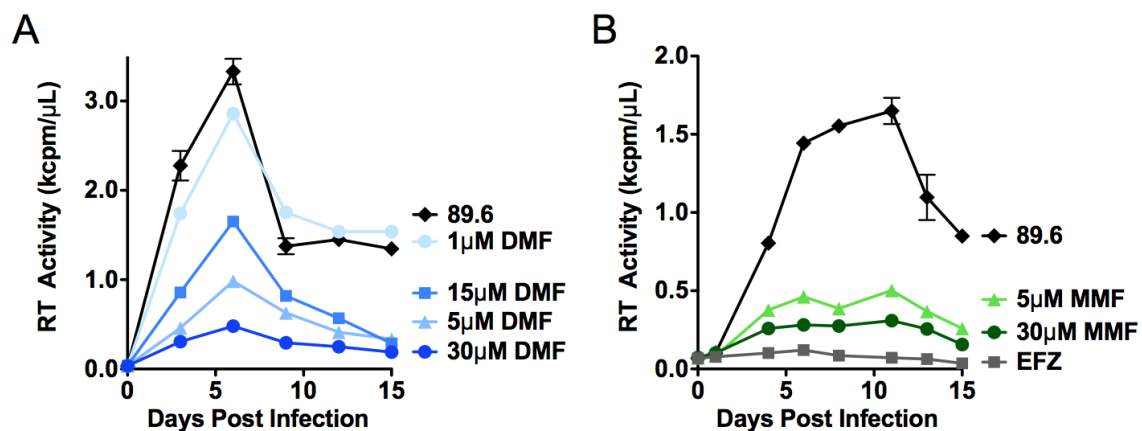 A
RT Activity (kcpm/µL)
3.0
2.0
1.0
0.0
0
5
10
15
Days Post Infection
89.6
1µM DMF
15µM DMF
5µM DMF
30µM DMF
B
RT Activity (kcpm/µL)
2.0
1.5
1.0
0.5
0.0
0
5
10
15
Days Post Infection
89.6
5µM MMF
30µM MMF
EFZ